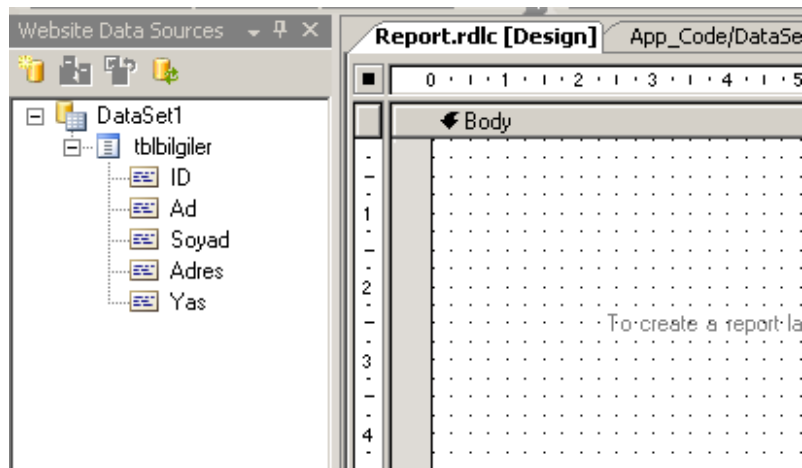 Website Data Sources
Report.rdlc [Design]
App_Code/DataSe
0 1 2 3 4 5
Body
DataSet1
tblbilgiler
ID
Ad
Soyad
Adres
Yas
1
2
To create a report la
3
4